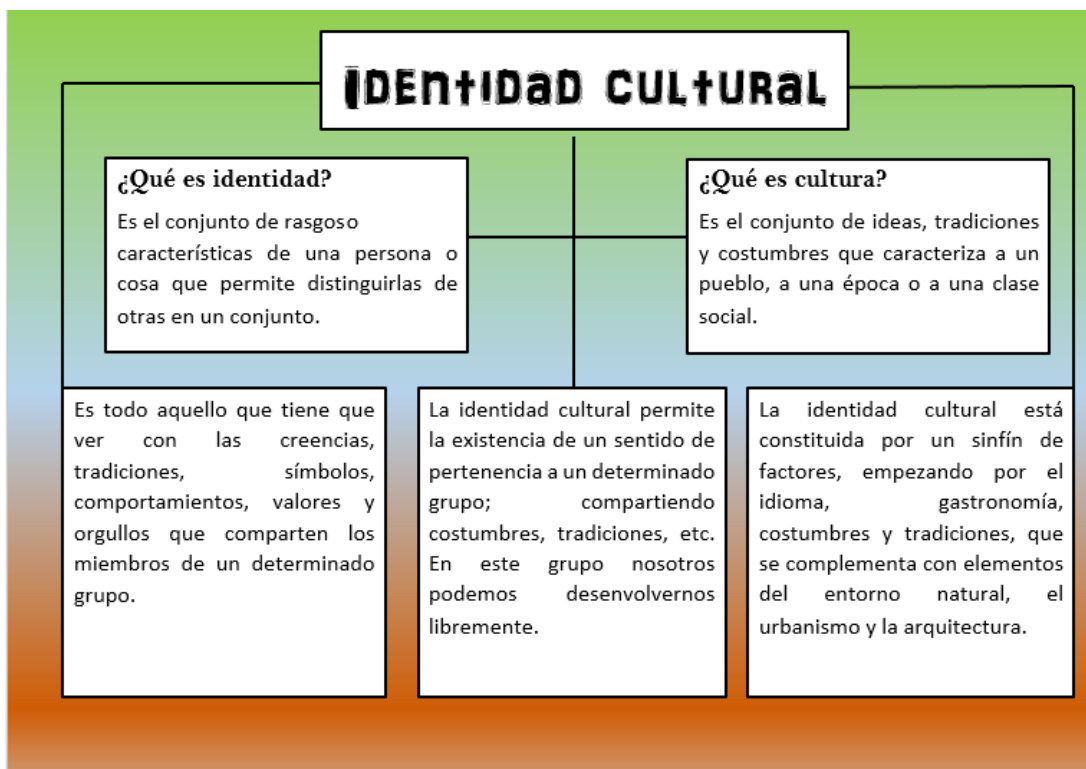 IDENTIDAD CULTURAL
¿Qué es identidad?
Es el conjunto de rasgoso
características de una persona o
cosa que permite distinguirlas de
otras en un conjunto.
¿Qué es cultura?
Es el conjunto de ideas, tradiciones
y costumbres que caracteriza a un
pueblo, a una época o a una clase
social.
Es todo aquello que tiene que
ver con las creencias,
tradiciones, símbolos,
comportamientos, valores y
orgullos que comparten los
miembros de un determinado
grupo.
La identidad cultural permite
la existencia de un sentido de
pertenencia a un determinado
grupo; compartiendo
costumbres, tradiciones, etc.
En este grupo nosotros
podemos desenvolvernos
libremente.
La identidad cultural está
constituida por un sinfín de
factores, empezando por el
idioma, gastronomía,
costumbres y tradiciones, que
se complementa con elementos
del entorno natural, el
urbanismo y la arquitectura.